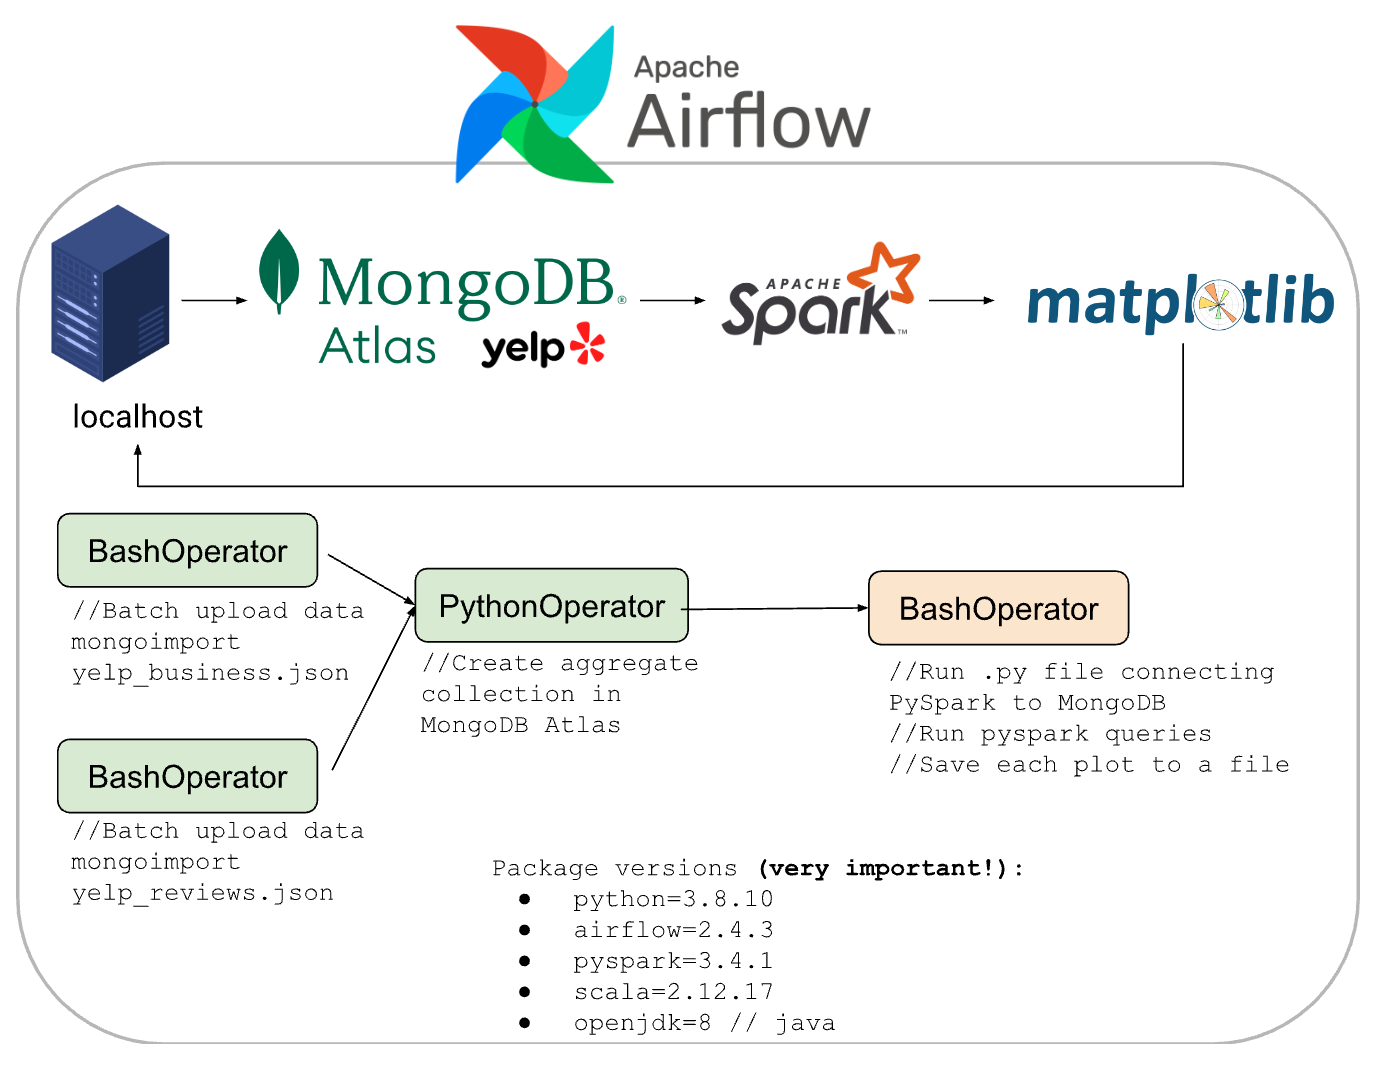 Apache
Airflow
MongoDB®
Atlas
yelp
APACHE
Spark™
matplotlib
localhost
BashOperator
//Batch upload data
mongoimport
yelp_business.json
PythonOperator
//Create aggregate
collection in
MongoDB Atlas
BashOperator
//Run .py file connecting
PySpark to MongoDB
//Run pyspark queries
//Save each plot to a file
BashOperator
//Batch upload data
mongoimport
yelp_reviews.json
Package versions (very important!):
● python=3.8.10
● airflow=2.4.3
● pyspark=3.4.1
● scala=2.12.17
● openjdk=8 // java